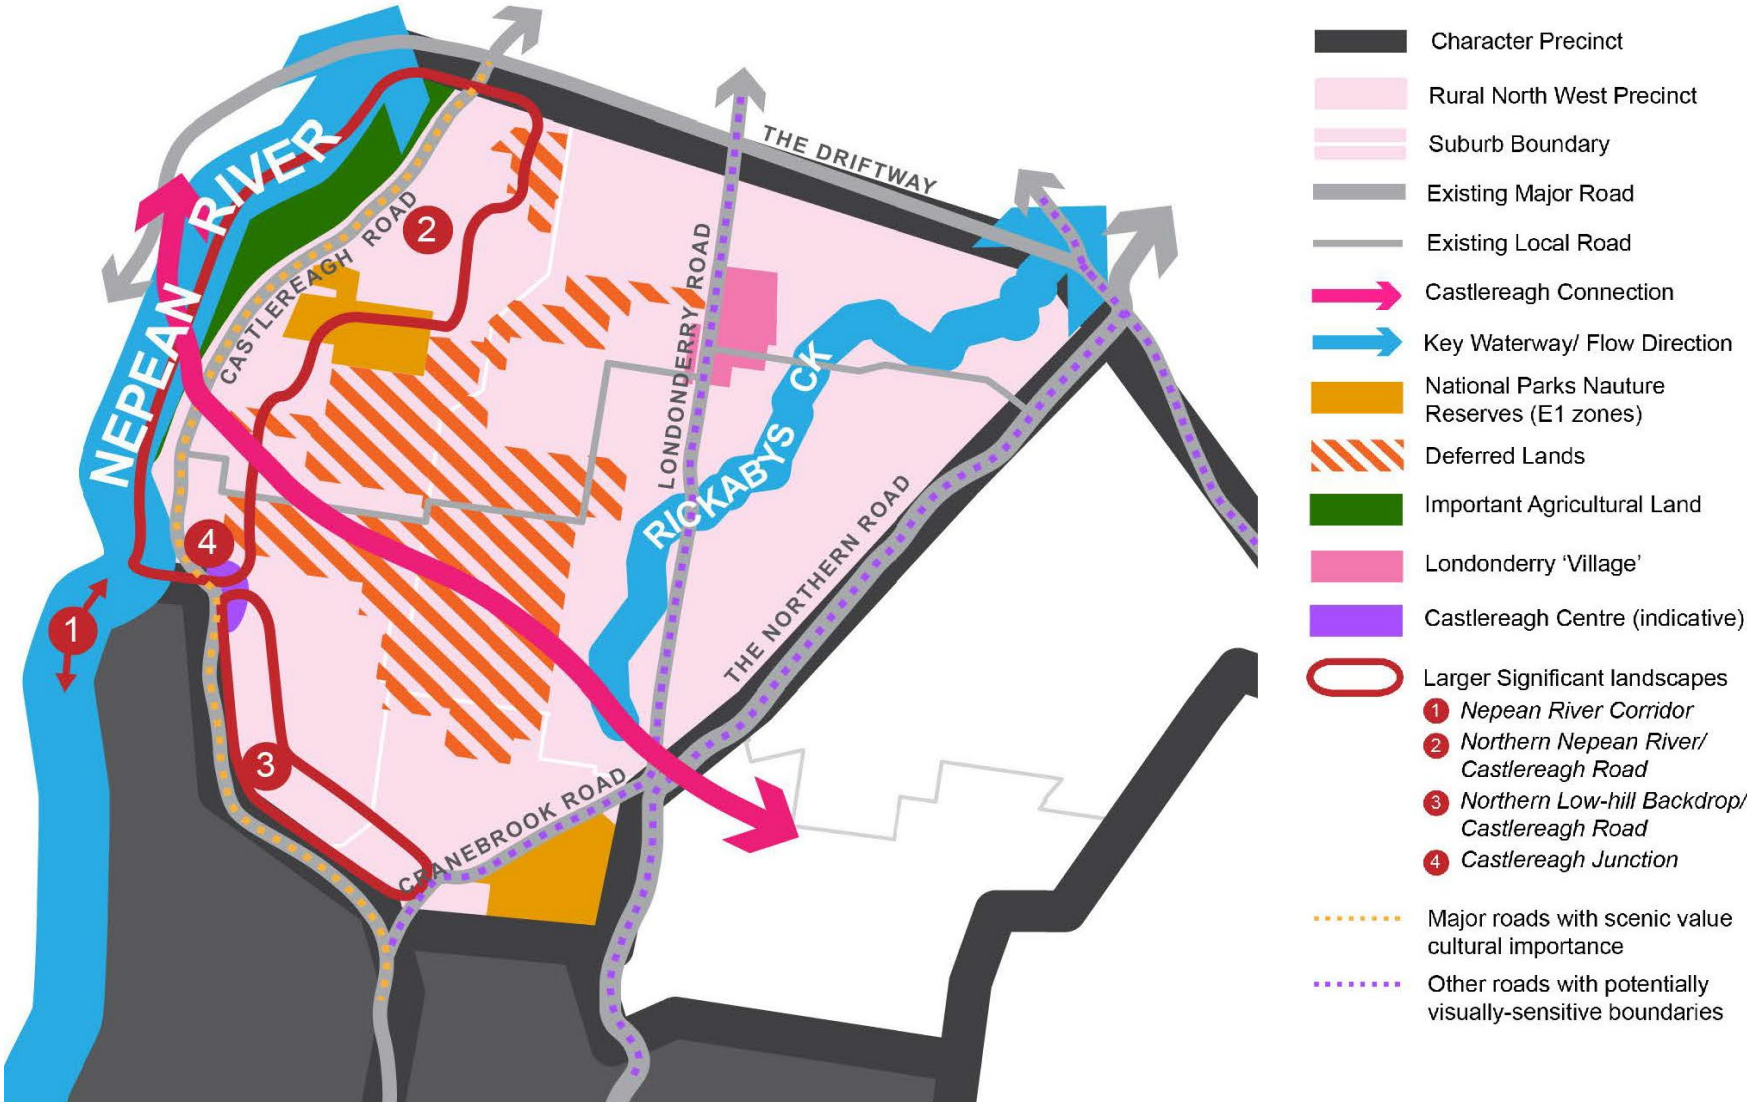 NEPEAN RIVER
CASTLEREAGH ROAD
THE DRIFTWAY
LONDONDERRY ROAD
RICKABYS CK
THE NORTHERN ROAD
CRANEBROOK ROAD
2
4
1
3
Character Precinct
Rural North West Precinct
Suburb Boundary
Existing Major Road
Existing Local Road
Castlereagh Connection
Key Waterway/ Flow Direction
National Parks Nauture
Reserves (E1 zones)
Deferred Lands
Important Agricultural Land
Londonderry ‘Village’
Castlereagh Centre (indicative)
Larger Significant landscapes
1 Nepean River Corridor
2 Northern Nepean River/
Castlereagh Road
3 Northern Low-hill Backdrop/
Castlereagh Road
4 Castlereagh Junction
Major roads with scenic value
cultural importance
Other roads with potentially
visually-sensitive boundaries